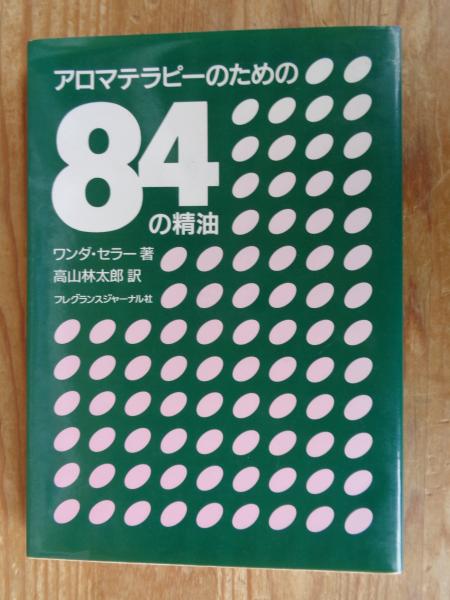 アロマテラピーのための
84
の精油
ワンダ・セラー 著
高山林太郎 訳
フレグランスジャーナル社